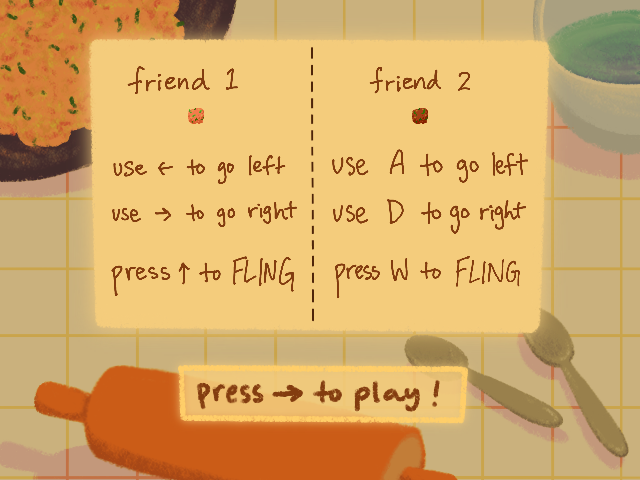 friend 1
use ← to go left
use → to go right
press ↑ to FLING
friend 2
use A to go left
use D to go right
press W to FLING
press → to play!